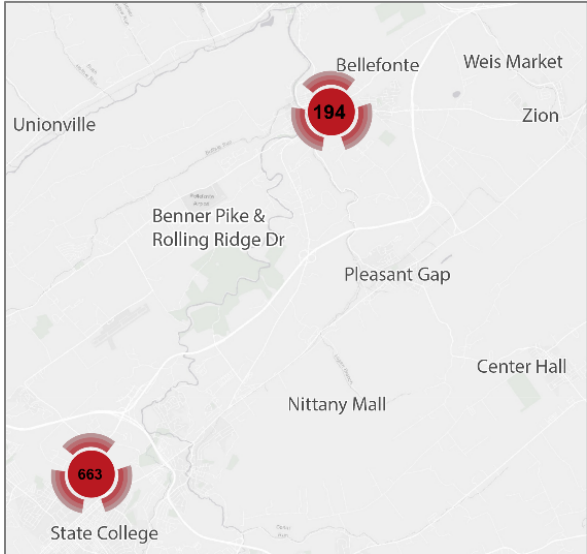 Bellefonte
Weis Market
194
Unionville
Zion
Benner Pike &
Rolling Ridge Dr
Pleasant Gap
Center Hall
Nittany Mall
663
State College